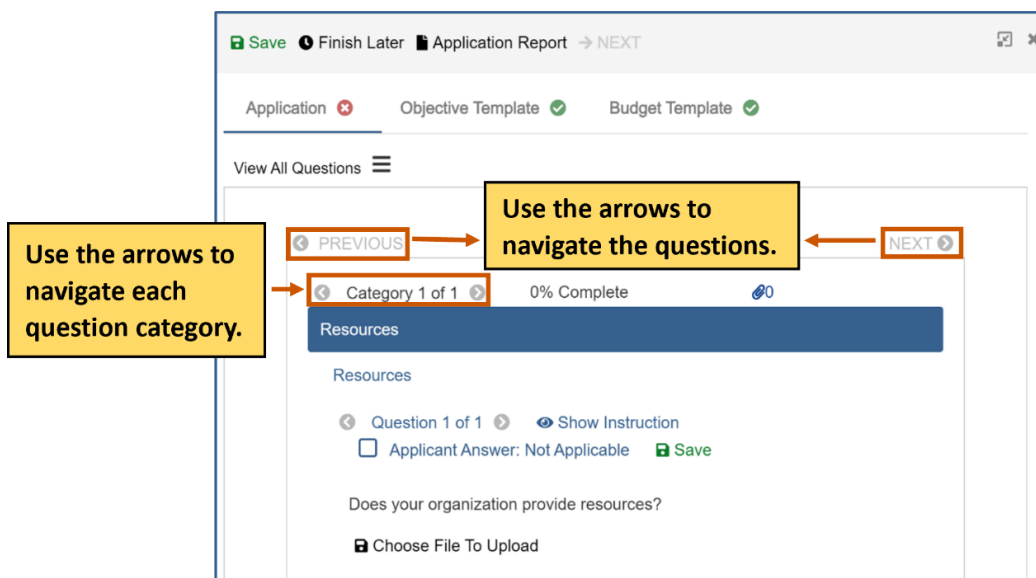 Save Finish Later Application Report NEXT
Application Objective Template Budget Template
View All Questions
Use the arrows to
navigate the questions.
PREVIOUS
NEXT
Use the arrows to
navigate each
question category.
Category 1 of 1 0% Complete 0
Resources
Resources
Question 1 of 1 Show Instruction
Applicant Answer: Not Applicable Save
Does your organization provide resources?
Choose File To Upload